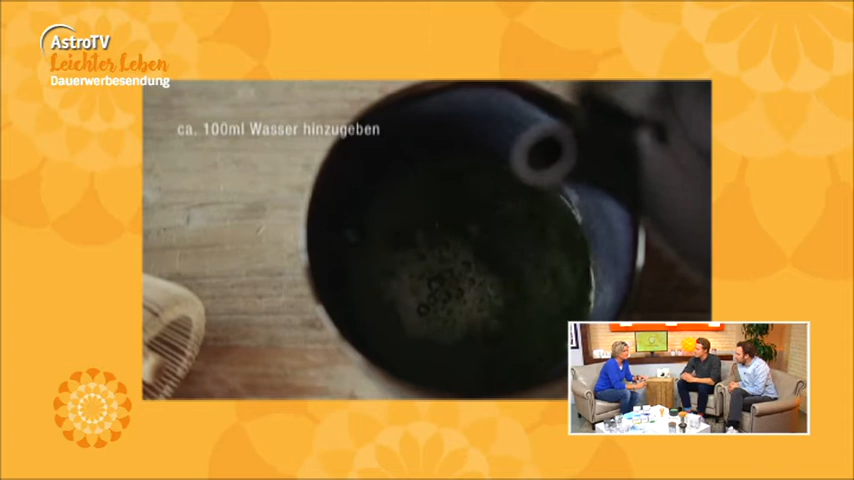 AstroTV
Leichter Leben
Dauerwerbesendung
ca. 100ml Wasser hinzugeben